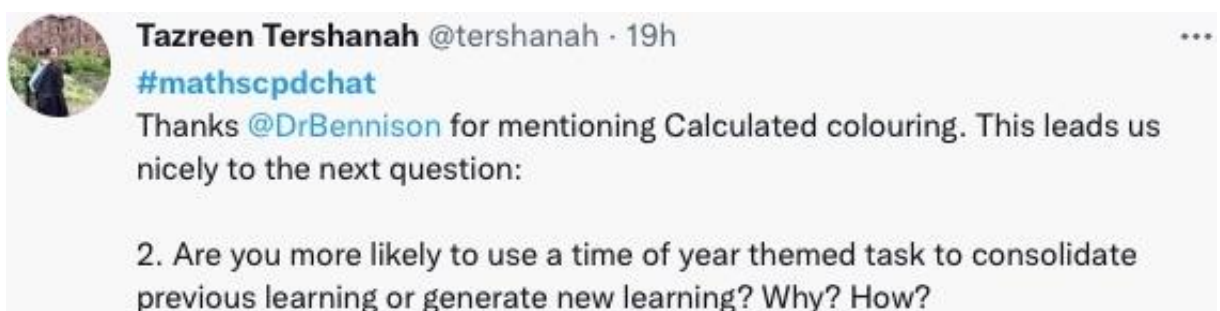 Tazreen Tershanah @tershanah · 19h
#mathscpdchat
Thanks @DrBennison for mentioning Calculated colouring. This leads us
nicely to the next question:
2. Are you more likely to use a time of year themed task to consolidate
previous learning or generate new learning? Why? How?